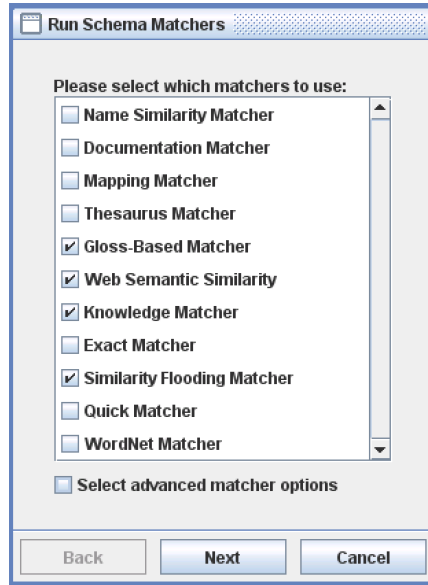 Run Schema Matchers
Please select which matchers to use:
Name Similarity Matcher
Documentation Matcher
Mapping Matcher
Thesaurus Matcher
Gloss-Based Matcher
Web Semantic Similarity
Knowledge Matcher
Exact Matcher
Similarity Flooding Matcher
Quick Matcher
WordNet Matcher
Select advanced matcher options
Back Next Cancel